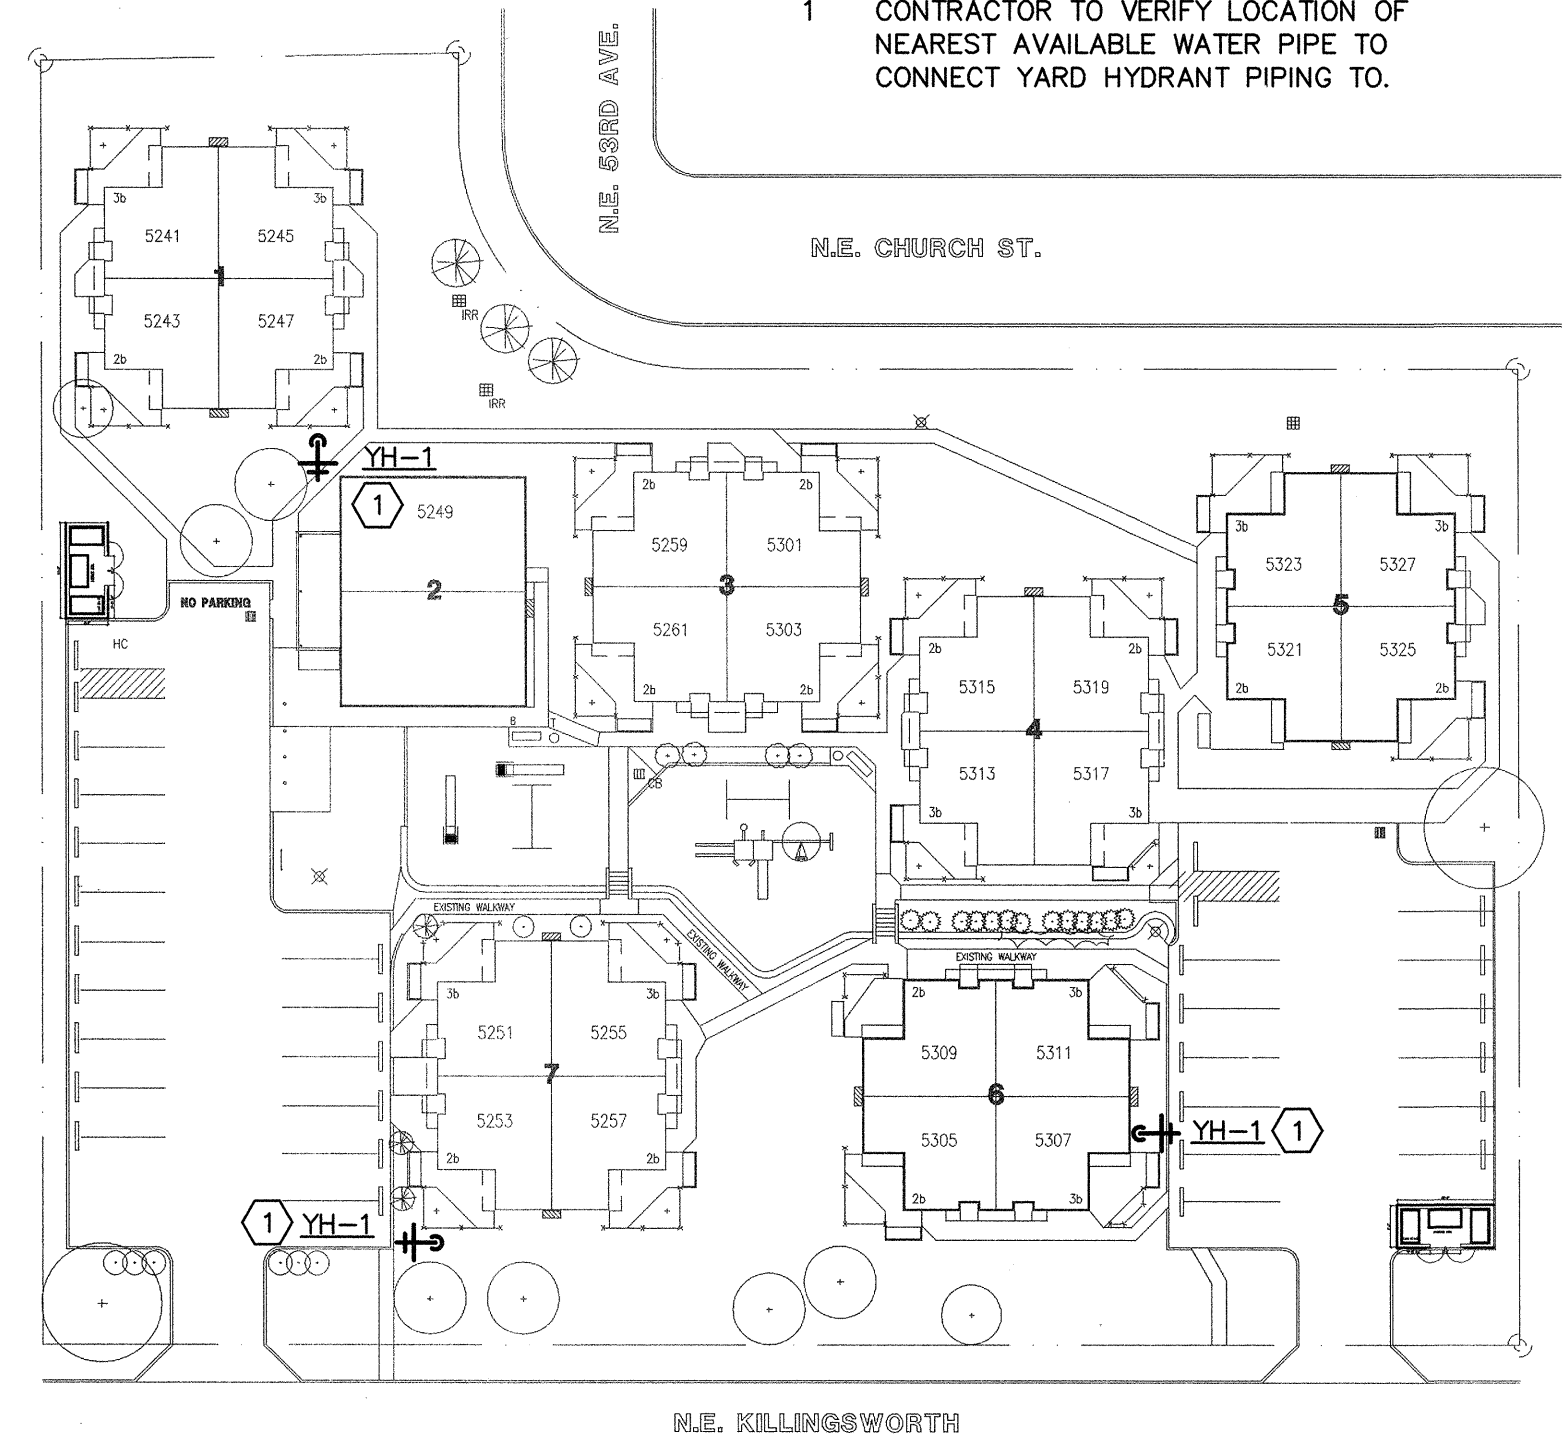 1 CONTRACTOR TO VERIFY LOCATION OF
NEAREST AVAILABLE WATER PIPE TO
CONNECT YARD HYDRANT PIPING TO.
N.E. 53RD AVE.
N.E. CHURCH ST.
3b
3b
5241
5245
1
5243
5247
2b
2b
IRR
IRR
YH-1
1
5249
2
NO PARKING
HC
2b
2b
5259
5301
3
5261
5303
2b
2b
3b
3b
5323
5327
5
5321
5325
2b
2b
2b
2b
5315
5319
4
5313
5317
3b
3b
B
T
CB
EXISTING WALKWAY
EXISTING WALKWAY
EXISTING WALKWAY
3b
3b
5251
5255
7
5253
5257
2b
2b
2b
3b
5309
5311
6
5305
5307
2b
3b
YH-1 1
1 YH-1
N.E. KILLINGSWORTH